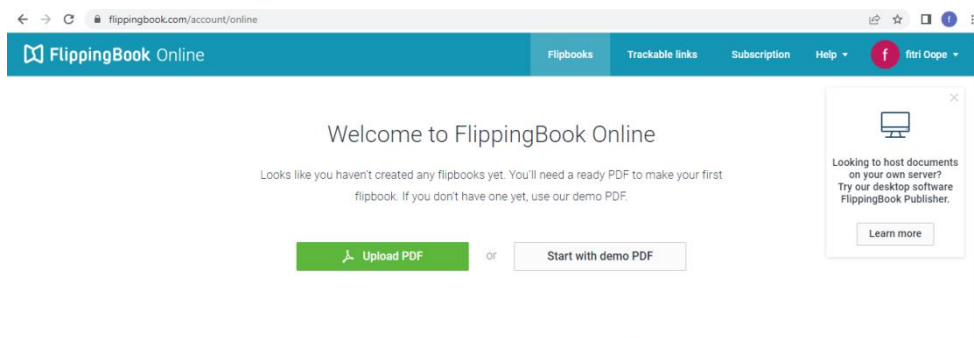 flippingbook.com/account/online
f
FlippingBook Online
Flipbooks
Trackable links
Subscription
Help
f
fitri Oope
Welcome to FlippingBook Online
Looks like you haven't created any flipbooks yet. You'll need a ready PDF to make your first
flipbook. If you don't have one yet, use our demo PDF.
Upload PDF
or
Start with demo PDF
Looking to host documents
on your own server?
Try our desktop software
FlippingBook Publisher.
Learn more